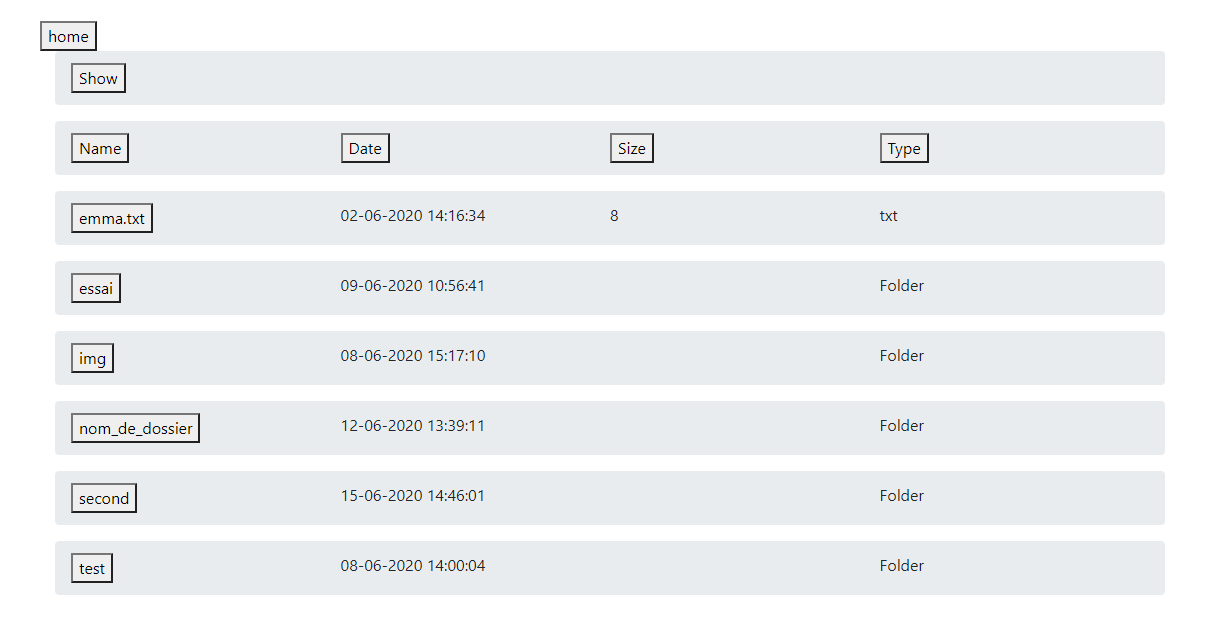 home
Show
Name Date Size Type
emma.txt 02-06-2020 14:16:34 8 txt
essai 09-06-2020 10:56:41 Folder
img 08-06-2020 15:17:10 Folder
nom_de_dossier 12-06-2020 13:39:11 Folder
second 15-06-2020 14:46:01 Folder
test 08-06-2020 14:00:04 Folder